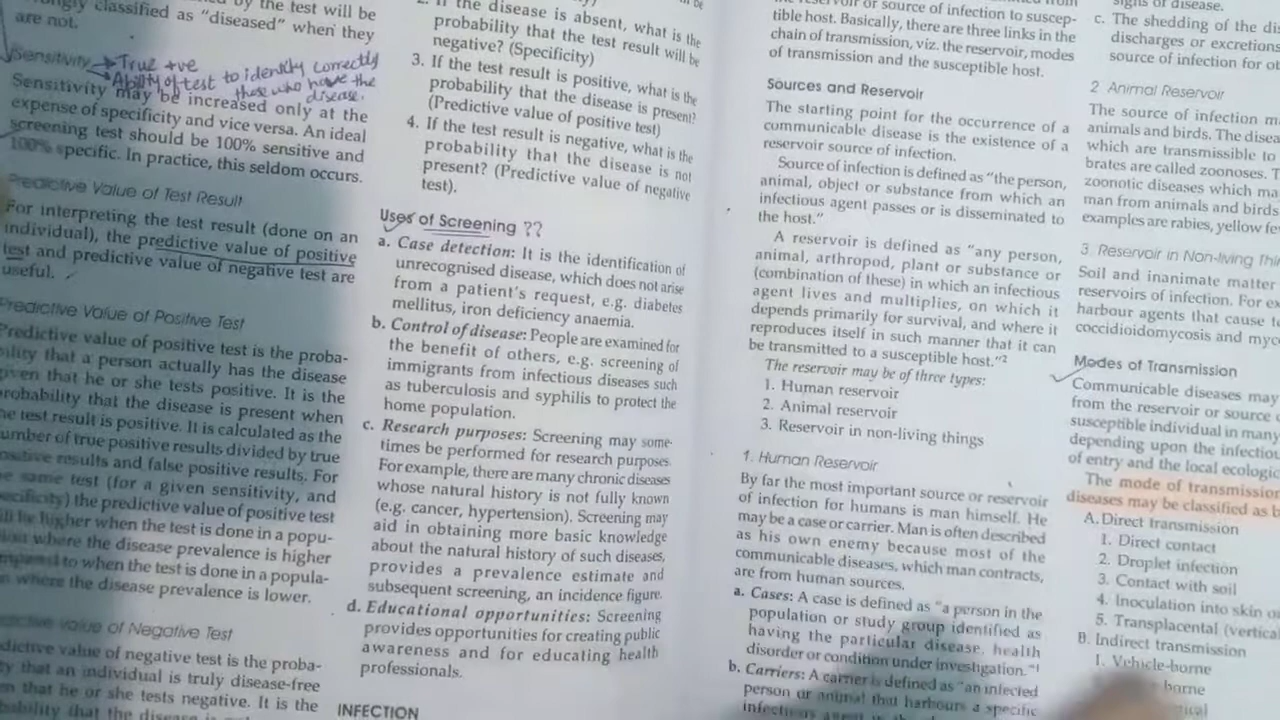 classified as "diseased" when they
are not.
Sensitivity → True +ve
→ Ability of test to identify correctly
those who have the
disease.
Sensitivity may be increased only at the
expense of specificity and vice versa. An ideal
screening test should be 100% sensitive and
100% specific. In practice, this seldom occurs.
Predictive Value of Test Result
For interpreting the test result (done on an
individual), the predictive value of positive
test and predictive value of negative test are
useful.
Predictive Value of Positive Test
Predictive value of positive test is the proba-
bility that a person actually has the disease
given that he or she tests positive. It is the
probability that the disease is present when
the test result is positive. It is calculated as the
number of true positive results divided by true
positive results and false positive results. For
same test (for a given sensitivity, and
specificity) the predictive value of positive test
higher when the test is done in a popu-
where the disease prevalence is higher
to when the test is done in a popula-
where the disease prevalence is lower.
value of Negative Test
value of negative test is the proba-
that an individual is truly disease-free
that he or she tests negative. It is the
that the disease
2. If the disease is absent, what is the
probability that the test result will be
negative? (Specificity)
3. If the test result is positive, what is the
probability that the disease is present?
(Predictive value of positive test)
4. If the test result is negative, what is the
probability that the disease is not
present? (Predictive value of negative
test).
Uses of Screening ??
a. Case detection: It is the identification of
unrecognised disease, which does not arise
from a patient's request, e.g. diabetes
mellitus, iron deficiency anaemia.
b. Control of disease: People are examined for
the benefit of others, e.g. screening of
immigrants from infectious diseases such
as tuberculosis and syphilis to protect the
home population.
c. Research purposes: Screening may some-
times be performed for research purposes.
For example, there are many chronic diseases
whose natural history is not fully known
(e.g. cancer, hypertension). Screening may
aid in obtaining more basic knowledge
about the natural history of such diseases,
provides a prevalence estimate and
subsequent screening, an incidence figure.
d. Educational opportunities: Screening
provides opportunities for creating public
awareness and for educating health
professionals.
INFECTION
or source of infection to suscep-
tible host. Basically, there are three links in the
chain of transmission, viz. the reservoir, modes
of transmission and the susceptible host.
Sources and Reservoir
The starting point for the occurrence of a
communicable disease is the existence of a
reservoir source of infection.
Source of infection is defined as "the person,
animal, object or substance from which an
infectious agent passes or is disseminated to
the host."
A reservoir is defined as "any person,
animal, arthropod, plant or substance or
(combination of these) in which an infectious
agent lives and multiplies, on which it
depends primarily for survival, and where it
reproduces itself in such manner that it can
be transmitted to a susceptible host."2
The reservoir may be of three types:
1. Human reservoir
2. Animal reservoir
3. Reservoir in non-living things
1. Human Reservoir
By far the most important source or reservoir
of infection for humans is man himself. He
may be a case or carrier. Man is often described
as his own enemy because most of the
communicable diseases, which man contracts,
are from human sources.
a. Cases: A case is defined as "a person in the
population or study group identified as
having the particular disease, health
disorder or condition under investigation."1
b. Carriers: A carrier is defined as "an infected
person or animal that harbours a specific
infectious agent in the
signs of disease.
c. The shedding of the
discharges or excretions
source of infection for
2 Animal Reservoir
The source of infection
animals and birds. The
which are transmissible to
brates are called zoonoses.
zoonotic diseases which
man from animals and birds
examples are rabies, yellow
3. Reservoir in Non-living
Soil and inanimate matter
reservoirs of infection. For
harbour agents that cause
coccidioidomycosis and
Modes of Transmission
Communicable diseases may
from the reservoir or source
susceptible individual in many
depending upon the
of entry and the local
The mode of transmission
diseases may be classified as
A. Direct transmission
1. Direct contact
2. Droplet infection
3. Contact with soil
4. Inoculation into skin
5. Transplacental
B. Indirect transmission
1. Vehicle-borne
borne